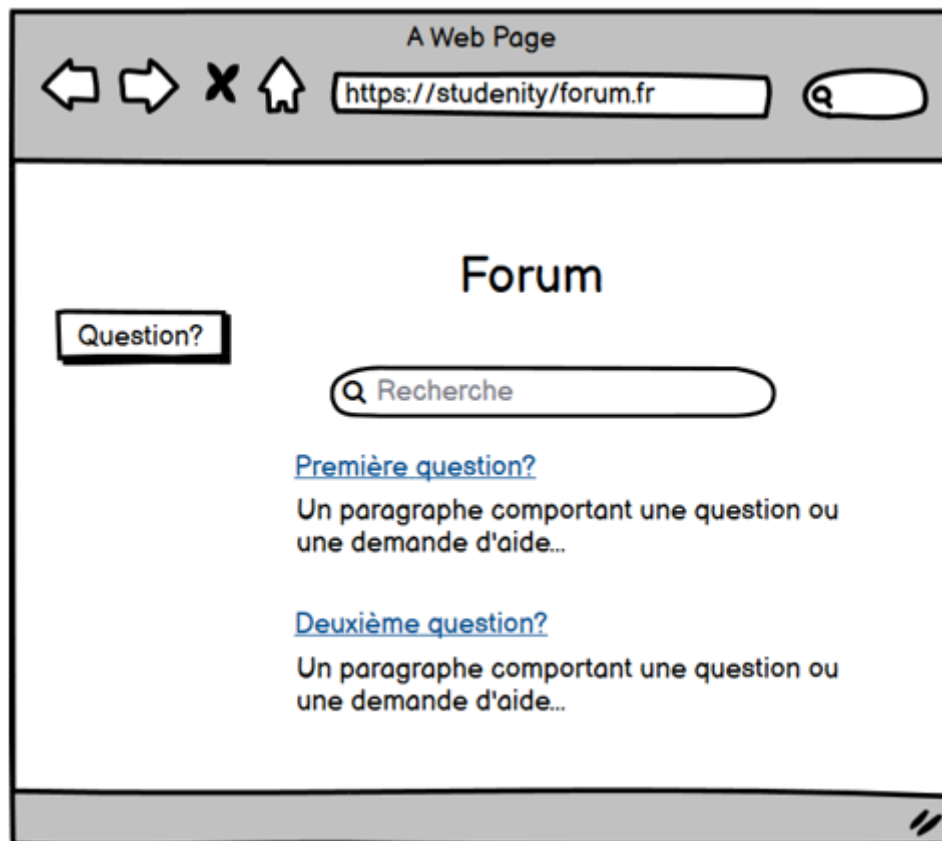 A Web Page
https://studenity/forum.fr
Forum
Question?
Recherche
Première question?
Un paragraphe comportant une question ou
une demande d'aide...
Deuxième question?
Un paragraphe comportant une question ou
une demande d'aide...